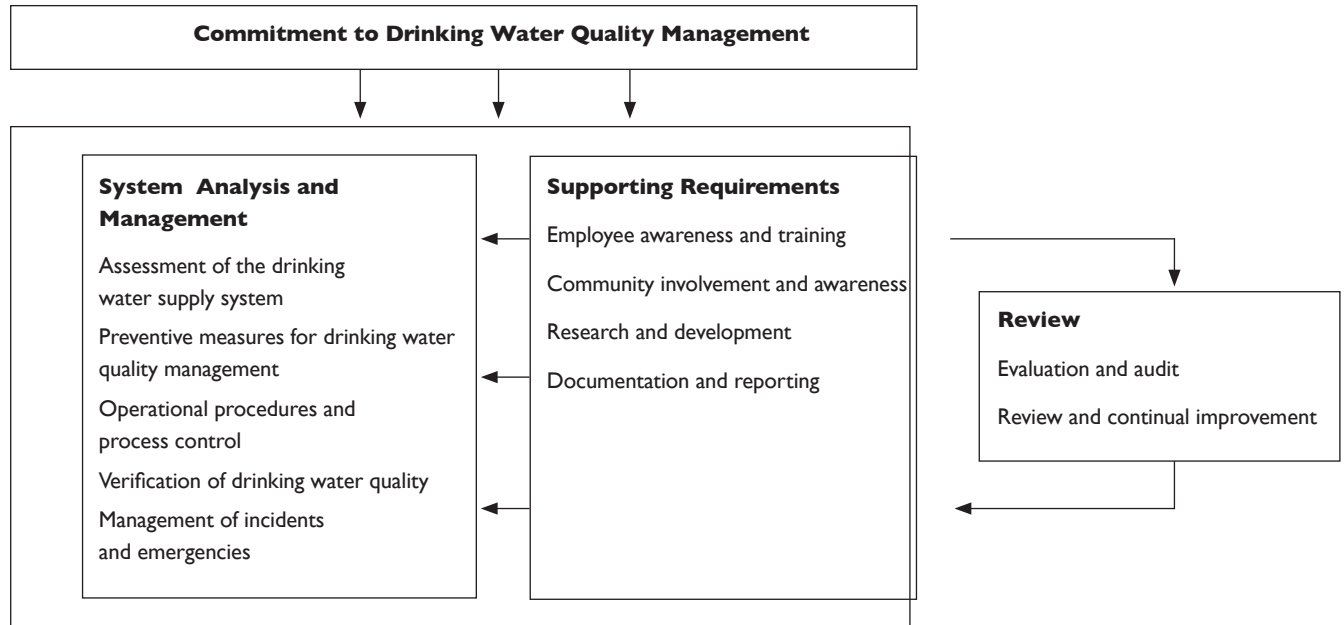 Commitment to Drinking Water Quality Management
System Analysis and
Management
Assessment of the drinking
water supply system
Preventive measures for drinking water
quality management
Operational procedures and
process control
Verification of drinking water quality
Management of incidents
and emergencies
Supporting Requirements
Employee awareness and training
Community involvement and awareness
Research and development
Documentation and reporting
Review
Evaluation and audit
Review and continual improvement